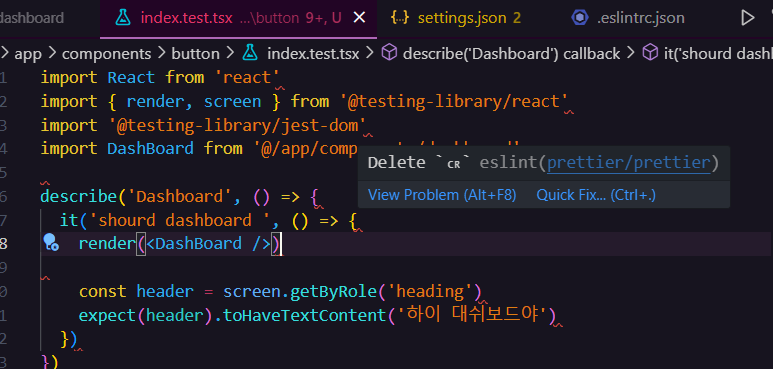 dashboard index.test.tsx ...\button 9+, U settings.json 2 .eslintrc.json
app > components > button > index.test.tsx > describe('Dashboard') callback > it('shourd dash
1 import React from 'react'
2 import { render, screen } from '@testing-library/react'
3 import '@testing-library/jest-dom'
4 import DashBoard from '@/app/comp
Delete `CR` eslint(prettier/prettier)
View Problem (Alt+F8) Quick Fix... (Ctrl+.)
5
6 describe('Dashboard', () => {
7 it('shourd dashboard ', () => {
8 render(<DashBoard />)
9
0 const header = screen.getByRole('heading')
1 expect(header).toHaveTextContent('하이 대쉬보드야')
2 })
3 })